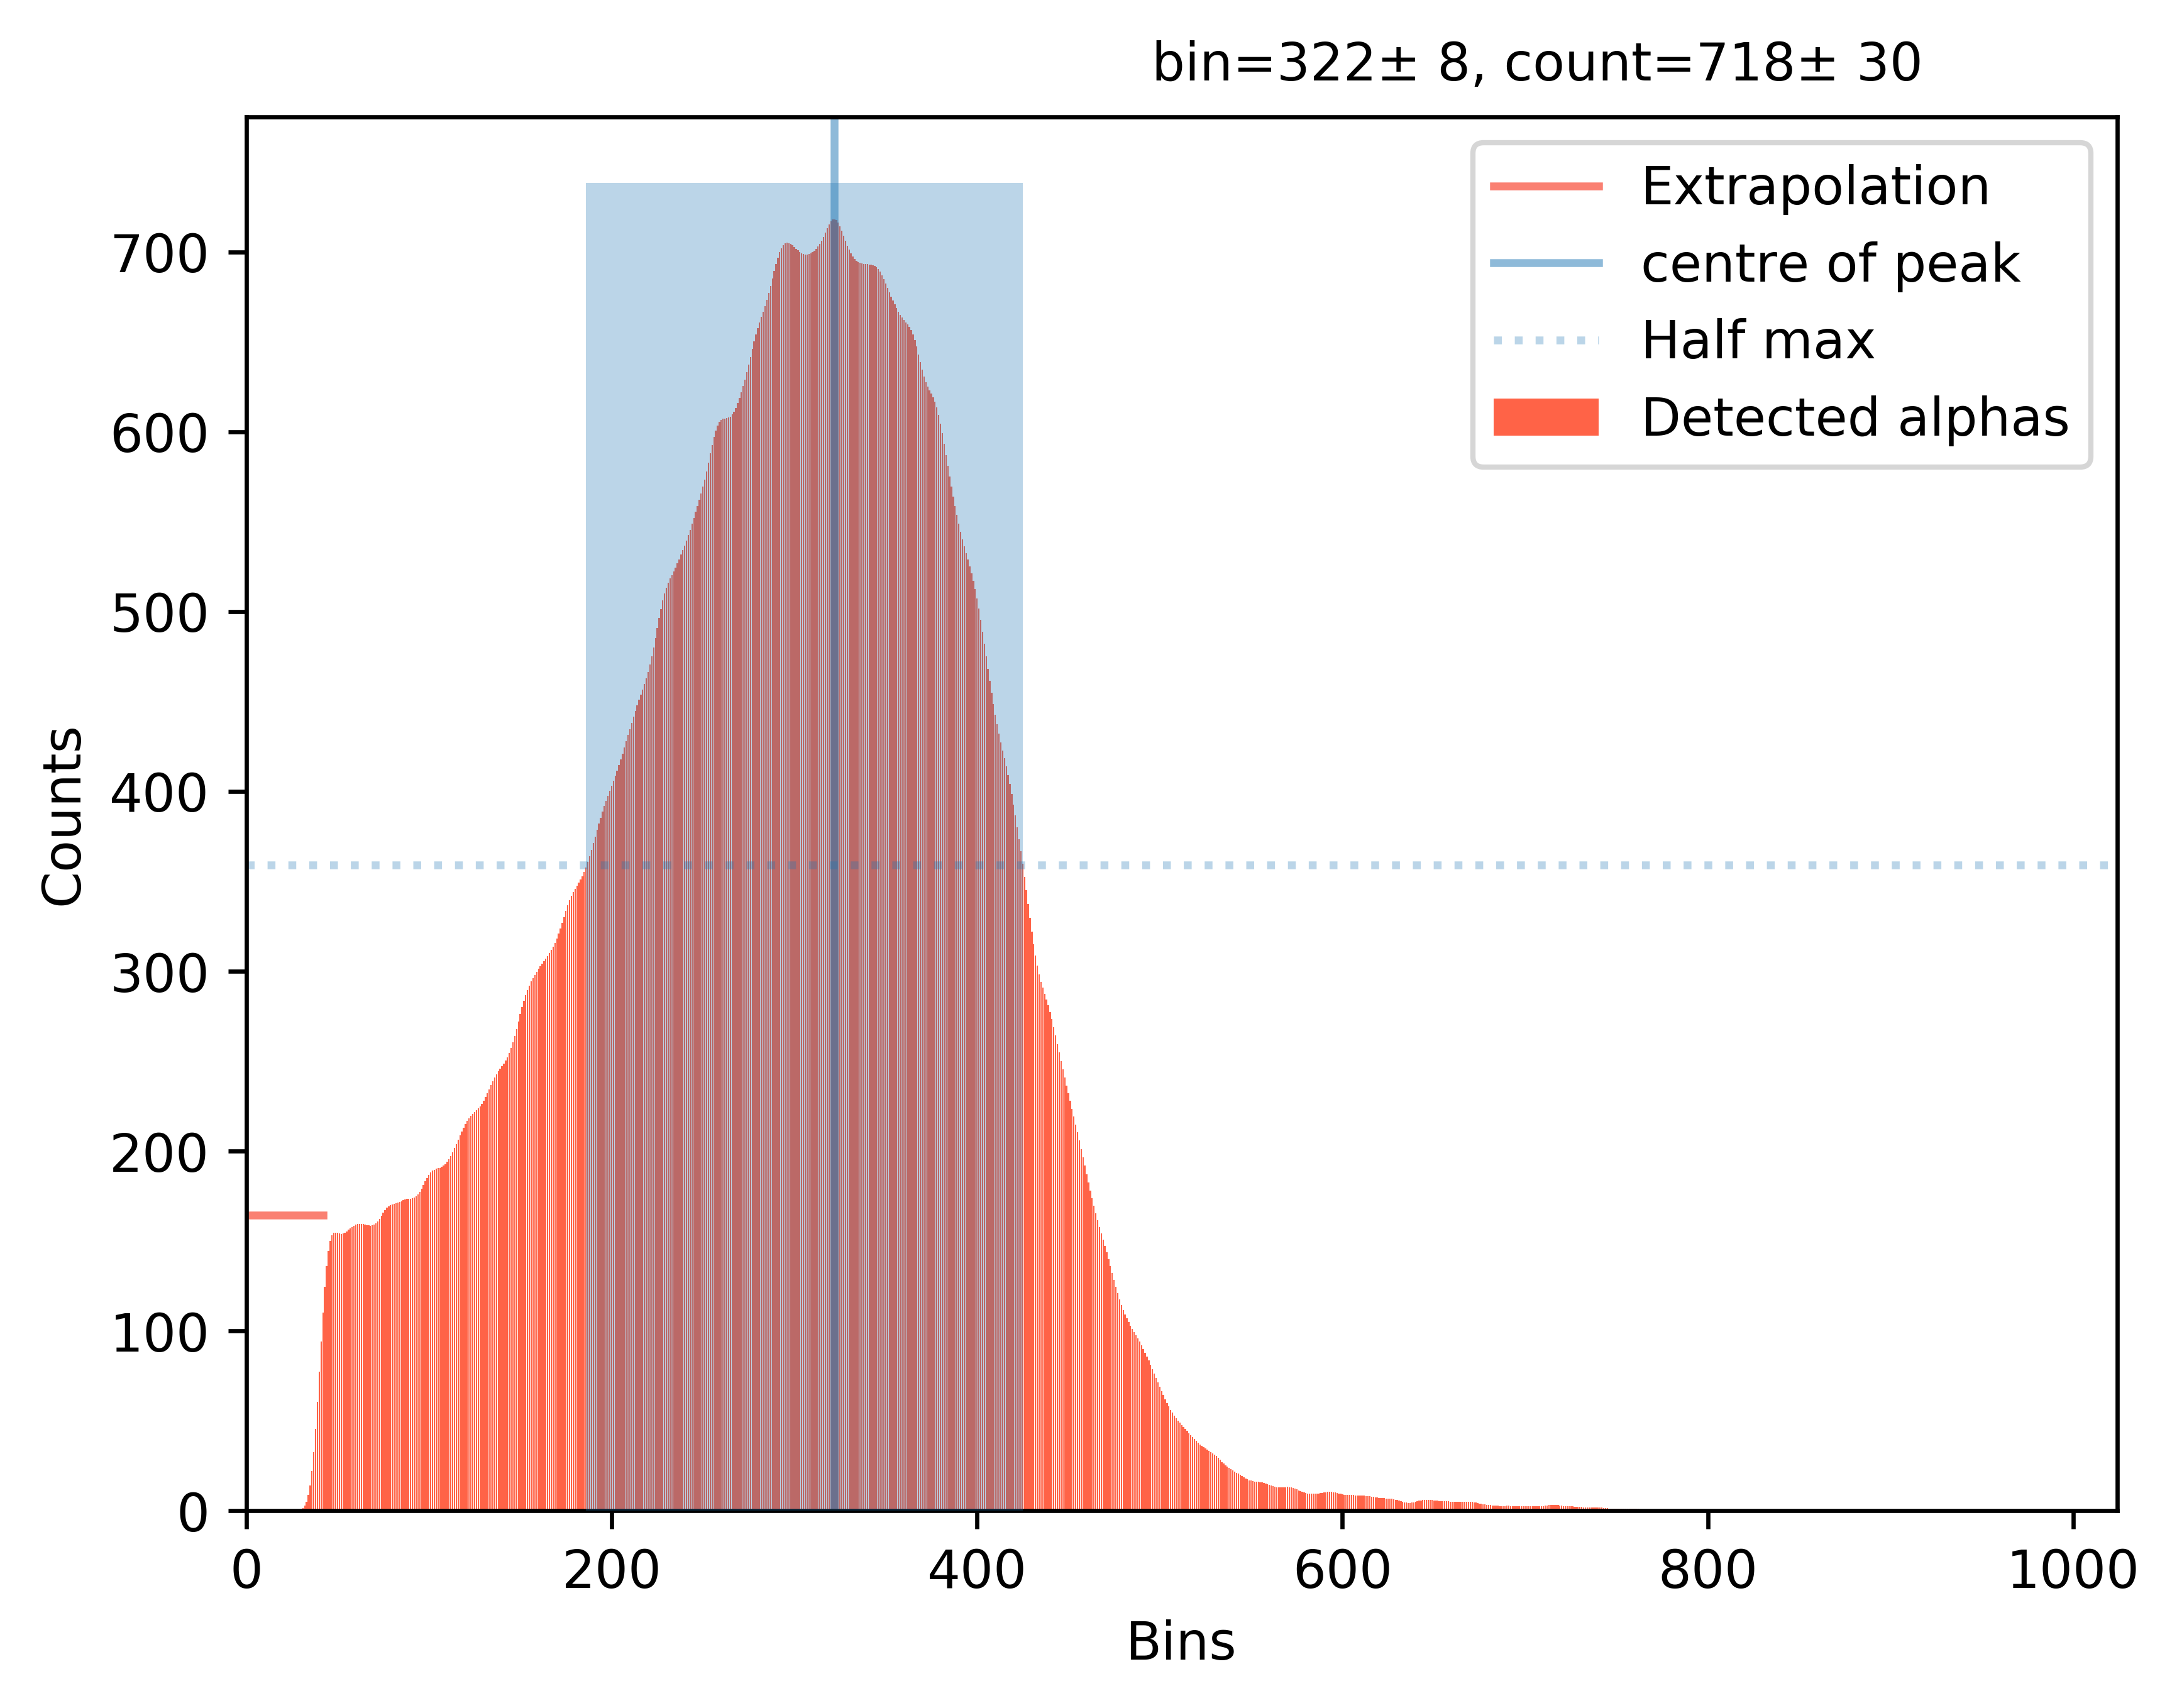 bin=322± 8, count=718± 30
Extrapolation
centre of peak
Half max
Detected alphas
700
600
500
400
300
200
100
0
Counts
0 200 400 600 800 1000
Bins